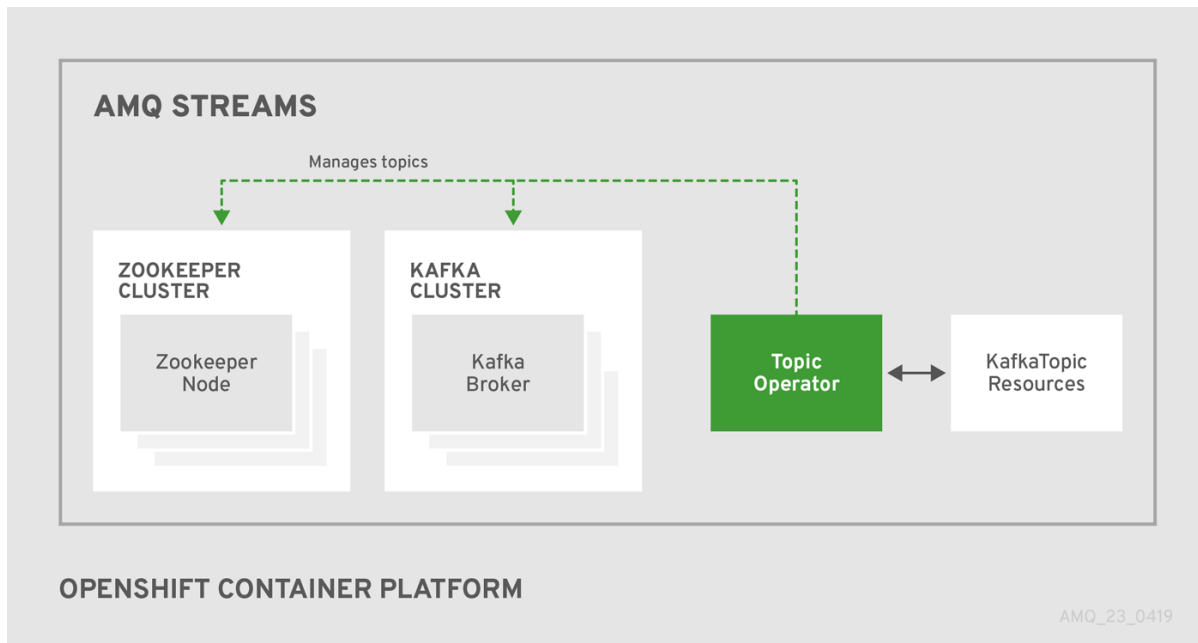 AMQ STREAMS
Manages topics
ZOOKEEPER
CLUSTER
Zookeeper
Node
KAFKA
CLUSTER
Kafka
Broker
Topic
Operator
KafkaTopic
Resources
OPENSHIFT CONTAINER PLATFORM
AMQ_23_0419